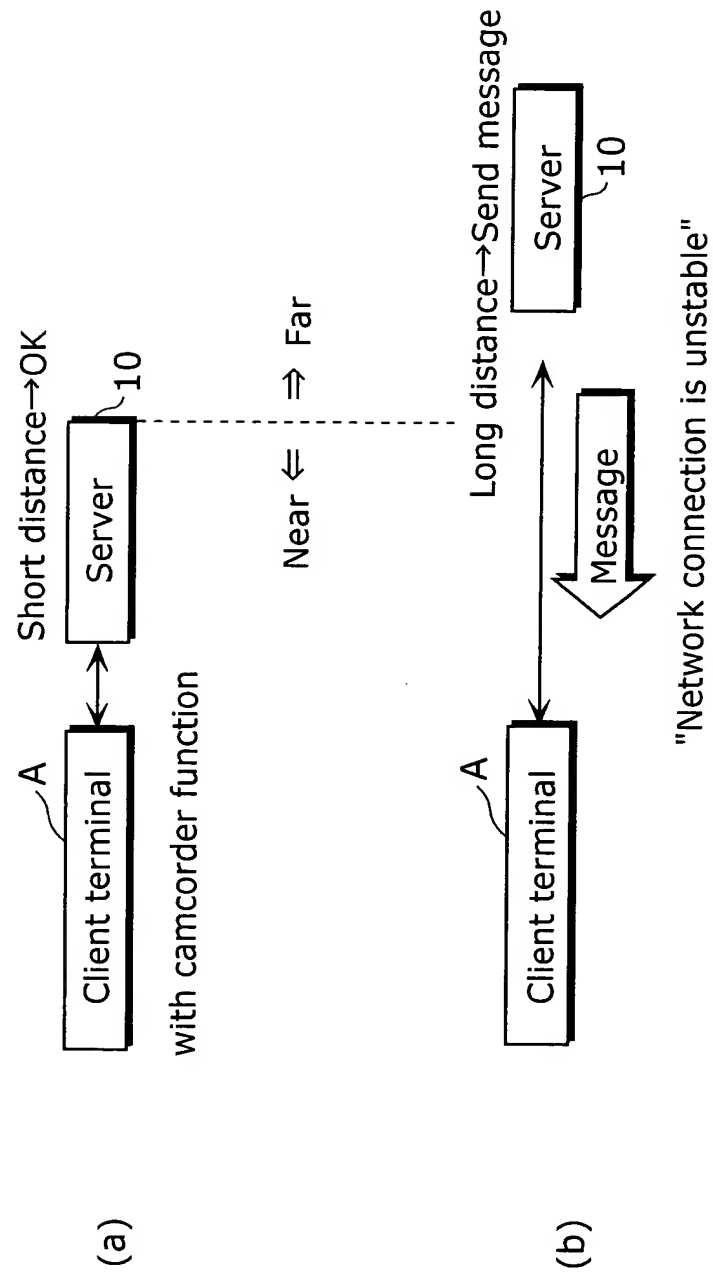 (a)
Short distance→OK
A
Client terminal
Server
10
with camcorder function
Near ⇐ ⇒ Far
(b)
Long distance→Send message
A
Client terminal
Server
10
Message
"Network connection is unstable"